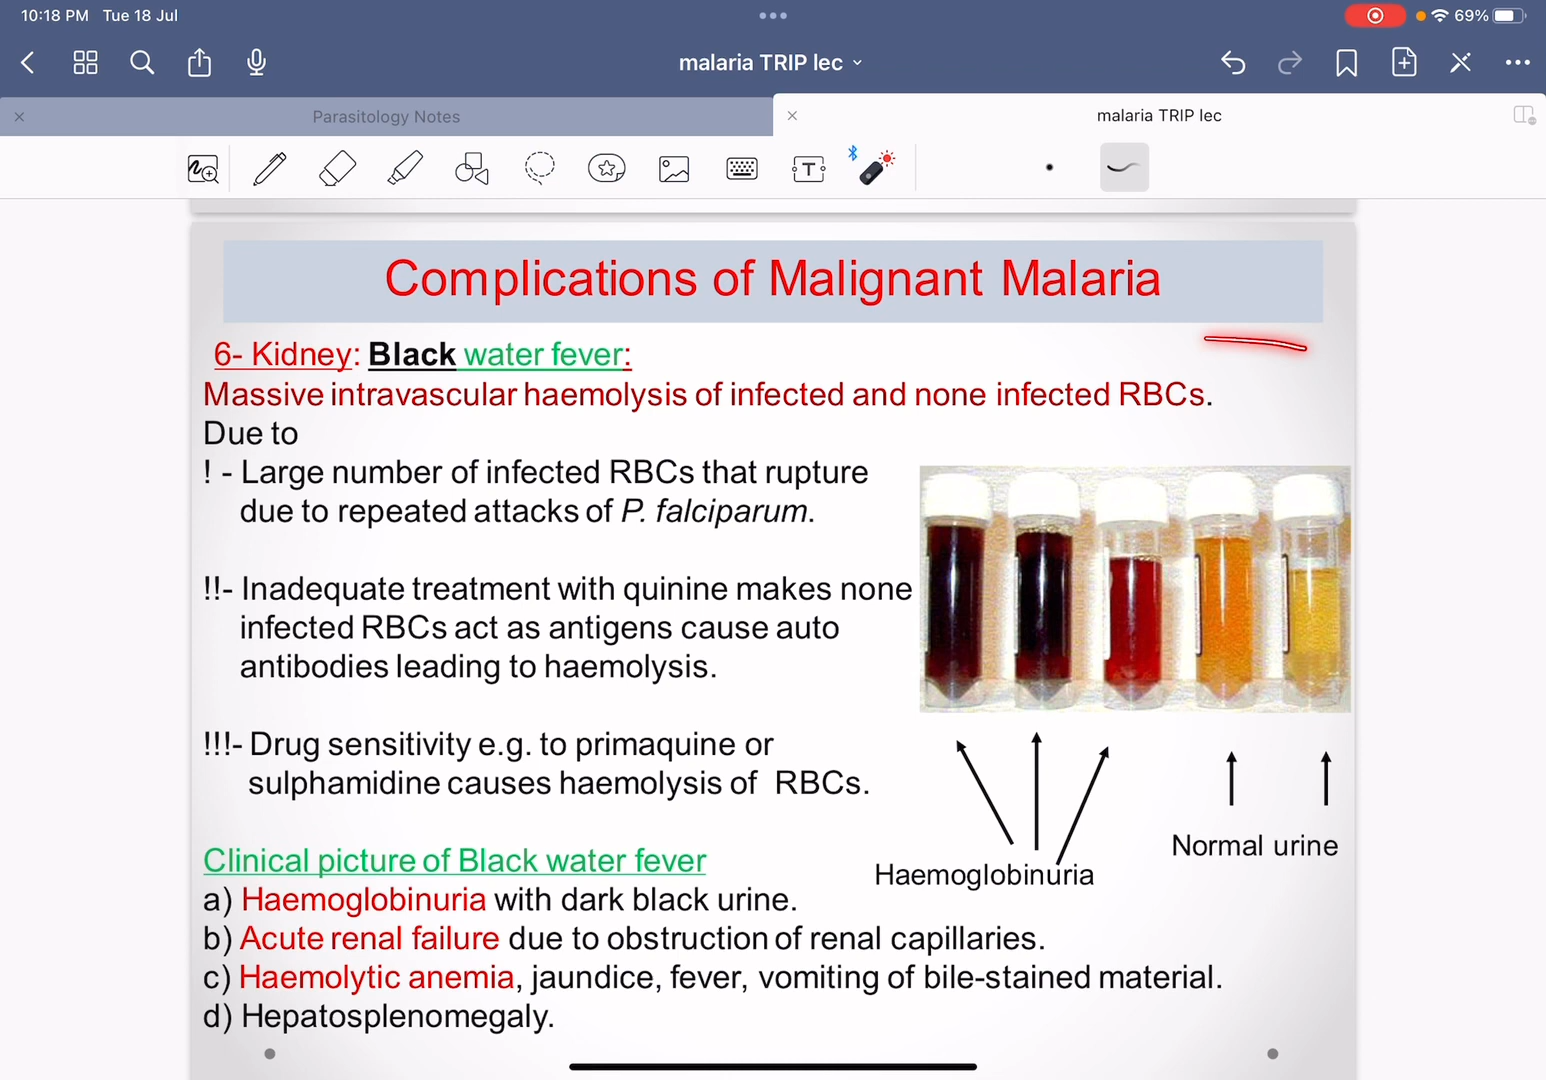 10:18 PM Tue 18 Jul
69%
malaria TRIP lec
Parasitology Notes
malaria TRIP lec
T
Complications of Malignant Malaria
6- Kidney: Black water fever:
Massive intravascular haemolysis of infected and none infected RBCs.
Due to
! - Large number of infected RBCs that rupture
due to repeated attacks of P. falciparum.
!!- Inadequate treatment with quinine makes none
infected RBCs act as antigens cause auto
antibodies leading to haemolysis.
!!!- Drug sensitivity e.g. to primaquine or
sulphamidine causes haemolysis of RBCs.
Haemoglobinuria
Normal urine
Clinical picture of Black water fever
a) Haemoglobinuria with dark black urine.
b) Acute renal failure due to obstruction of renal capillaries.
c) Haemolytic anemia, jaundice, fever, vomiting of bile-stained material.
d) Hepatosplenomegaly.